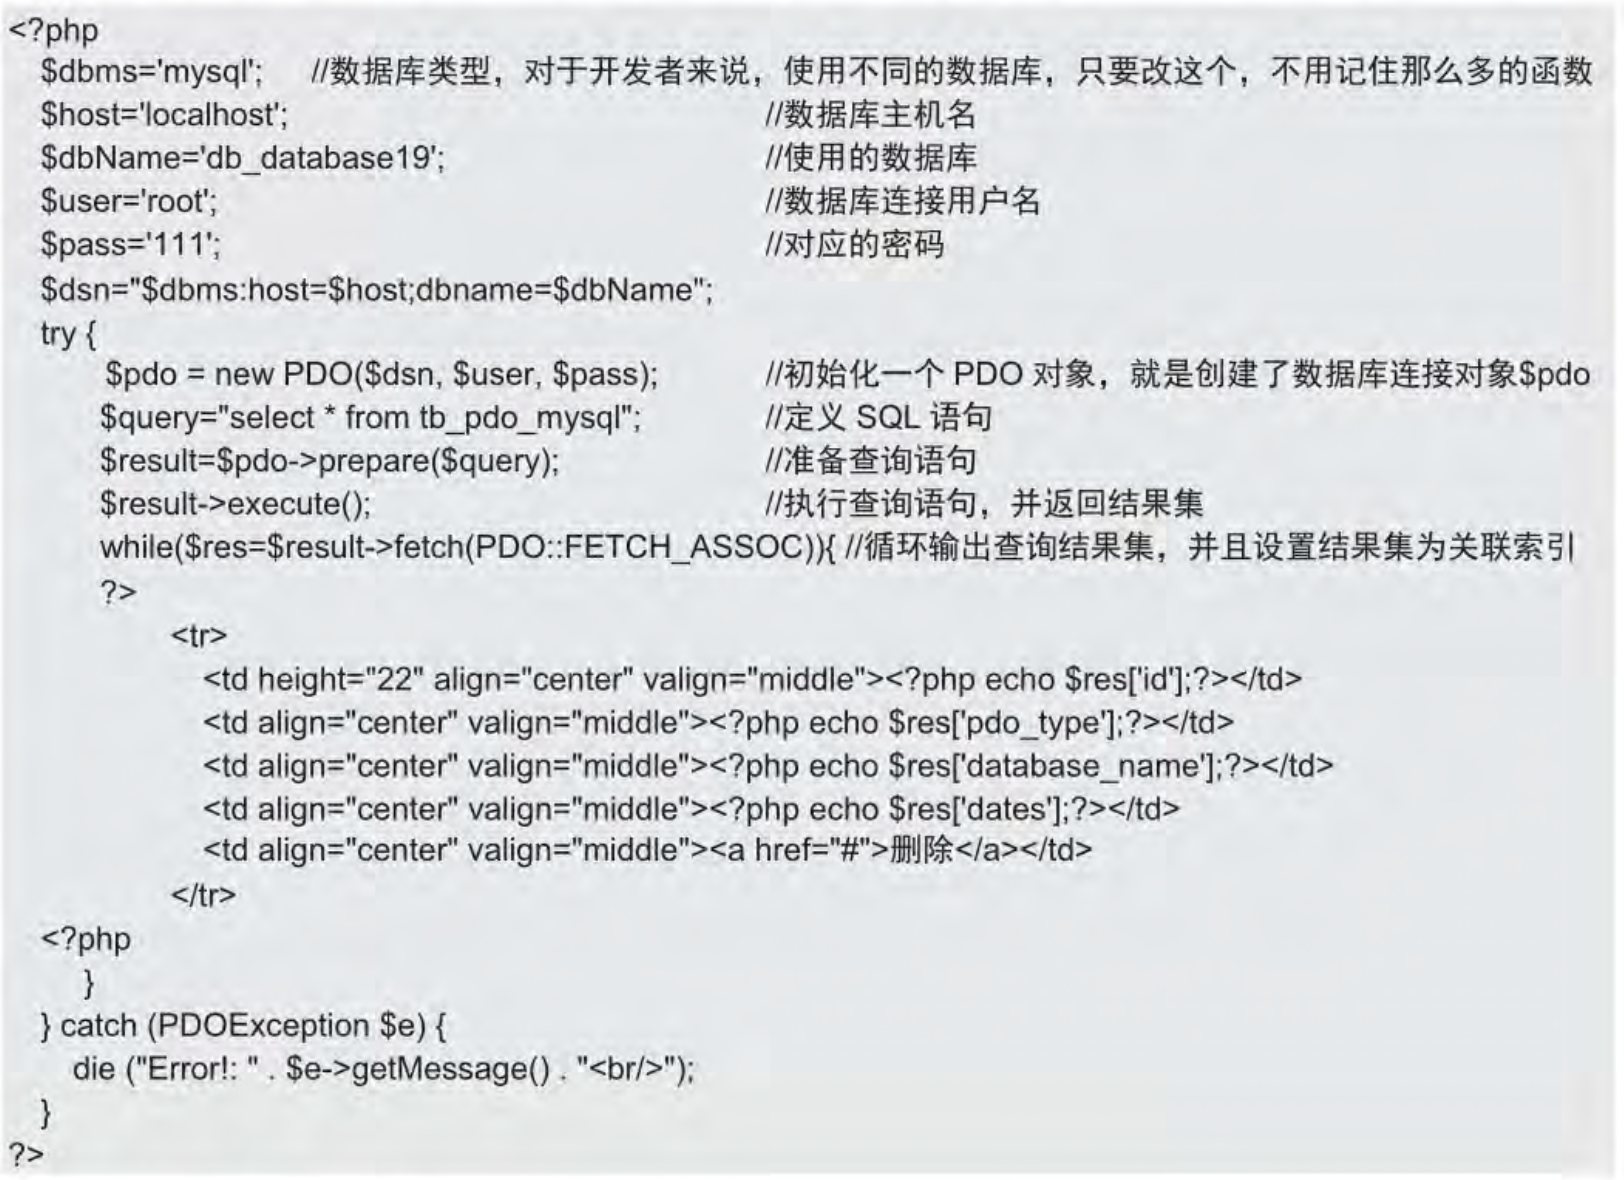 <?php
$dbms='mysql'; //数据库类型，对于开发者来说，使用不同的数据库，只要改这个，不用记住那么多的函数
$host='localhost'; //数据库主机名
$dbName='db_database19'; //使用的数据库
$user='root'; //数据库连接用户名
$pass='111'; //对应的密码
$dsn="$dbms:host=$host;dbname=$dbName";
try {
$pdo = new PDO($dsn, $user, $pass); //初始化一个 PDO 对象，就是创建了数据库连接对象$pdo
$query="select * from tb_pdo_mysql"; //定义 SQL 语句
$result=$pdo->prepare($query); //准备查询语句
$result->execute(); //执行查询语句，并返回结果集
while($res=$result->fetch(PDO::FETCH_ASSOC)){ //循环输出查询结果集，并且设置结果集为关联索引
?>
<tr>
<td height="22" align="center" valign="middle"><?php echo $res['id'];?></td>
<td align="center" valign="middle"><?php echo $res['pdo_type'];?></td>
<td align="center" valign="middle"><?php echo $res['database_name'];?></td>
<td align="center" valign="middle"><?php echo $res['dates'];?></td>
<td align="center" valign="middle"><a href="#">删除</a></td>
</tr>
<?php
}
} catch (PDOException $e) {
die ("Error!: " . $e->getMessage() . "<br/>");
}
?>